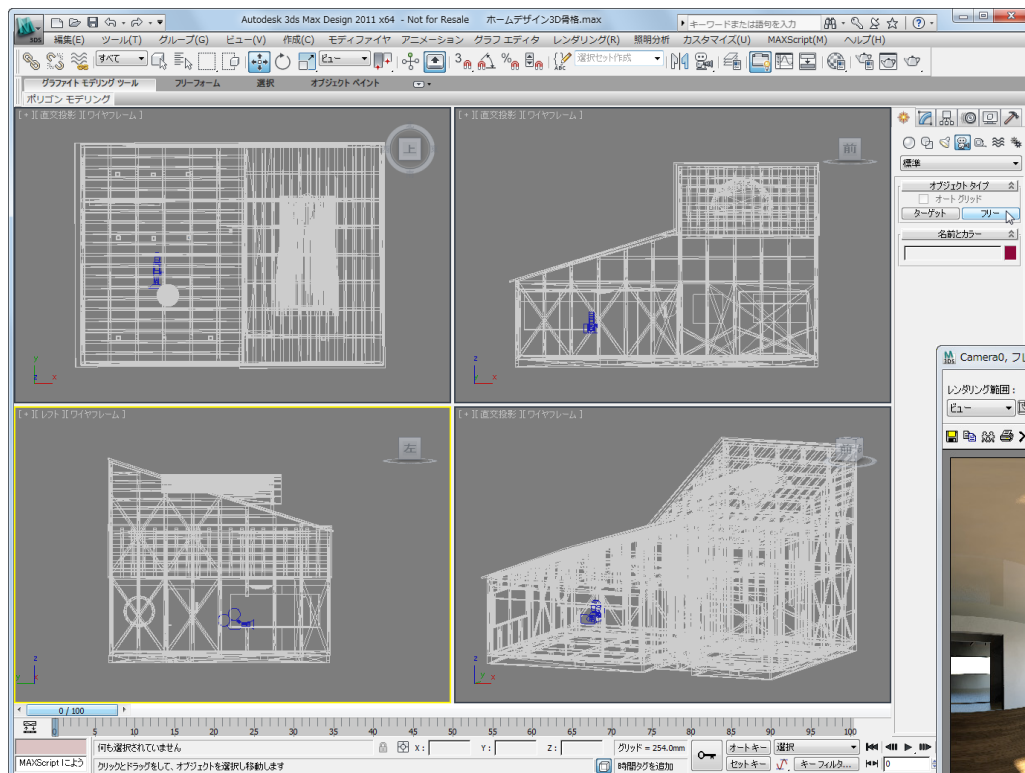 Autodesk 3ds Max Design 2011 x64 - Not for Resale ホームデザイン3D骨格.max
キーワードまたは語句を入力
3DS
編集(E) ツール(T) グループ(G) ビュー(V) 作成(C) モディファイヤ アニメーション グラフ エディタ レンダリング(R) 照明分析 カスタマイズ(U) MAXScript(M) ヘルプ(H)
すべて
ビュー
3
選択セット作成
グラファイト モデリング ツール フリーフォーム 選択 オブジェクト ペイント
ポリゴン モデリング
[ + ][ 直交投影 ][ ワイヤフレーム ]
上
[ + ][ 直交投影 ][ ワイヤフレーム ]
前
標準
オブジェクト タイプ
オート グリッド
ターゲット フリー
名前とカラー
y
z x
z
x
[ + ][ レフト ][ ワイヤフレーム ]
左
[ + ][ 直交投影 ][ ワイヤフレーム ]
前
z
y x
z
y x
Camera0, フレ
レンダリング範囲 :
ビュー
0 / 100
5 10 15 20 25 30 35 40 45 50 55 60 65 70 75 80 85 90 95 100
何も選択されていません
X : Y : Z :
グリッド = 254.0mm
オートキー 選択
MAXScript によう
クリックとドラッグをして、オブジェクトを選択し移動します
時間タグを追加
セットキー キーフィルタ...
0